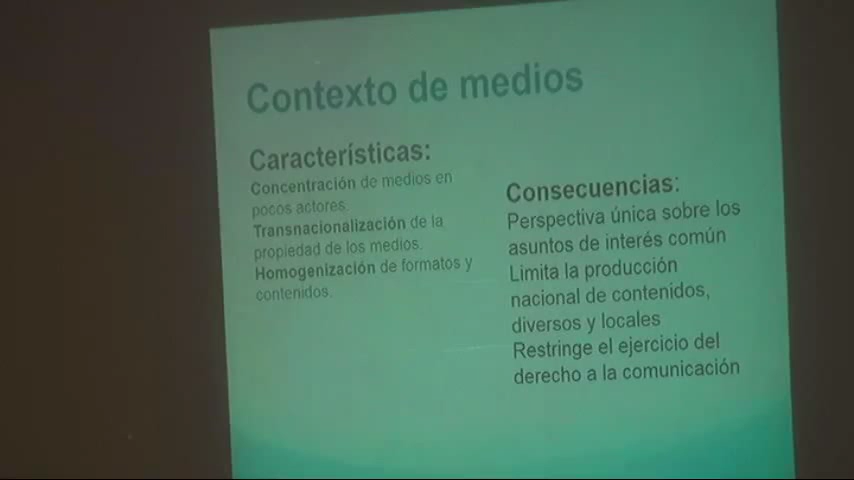 Contexto de medios
Características:
Concentración de medios en
pocos actores.
Transnacionalización de la
propiedad de los medios.
Homogenización de formatos y
contenidos.
Consecuencias:
Perspectiva única sobre los
asuntos de interés común
Limita la producción
nacional de contenidos,
diversos y locales
Restringe el ejercicio del
derecho a la comunicación